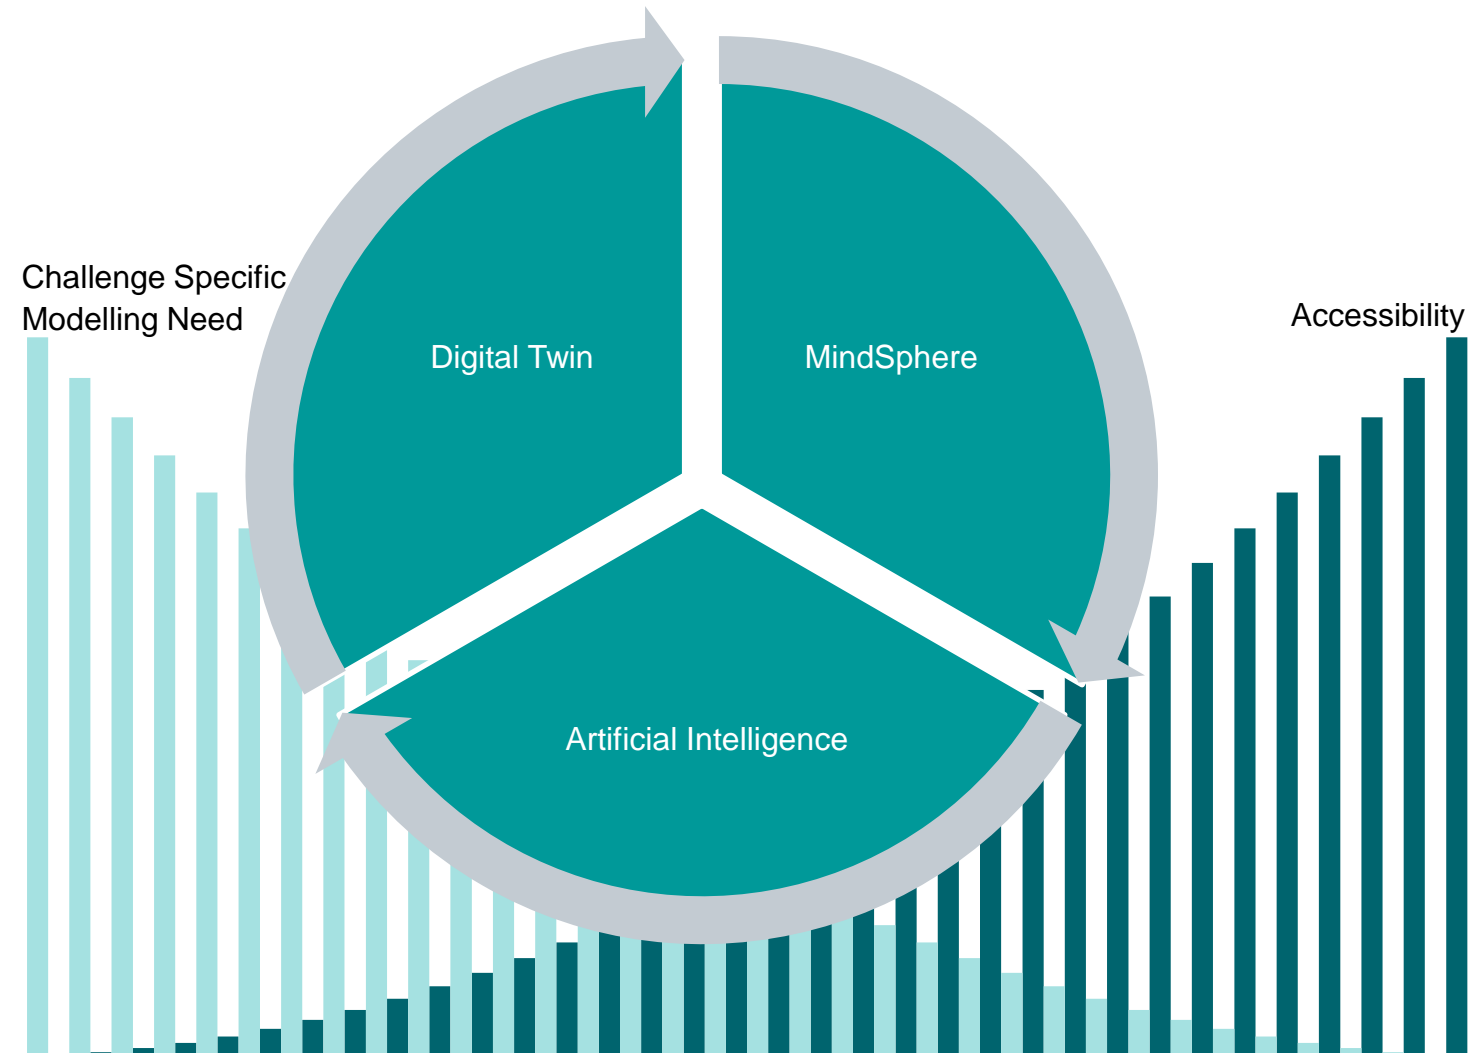 Challenge Specific
Modelling Need
Accessibility
Digital Twin
MindSphere
Artificial Intelligence